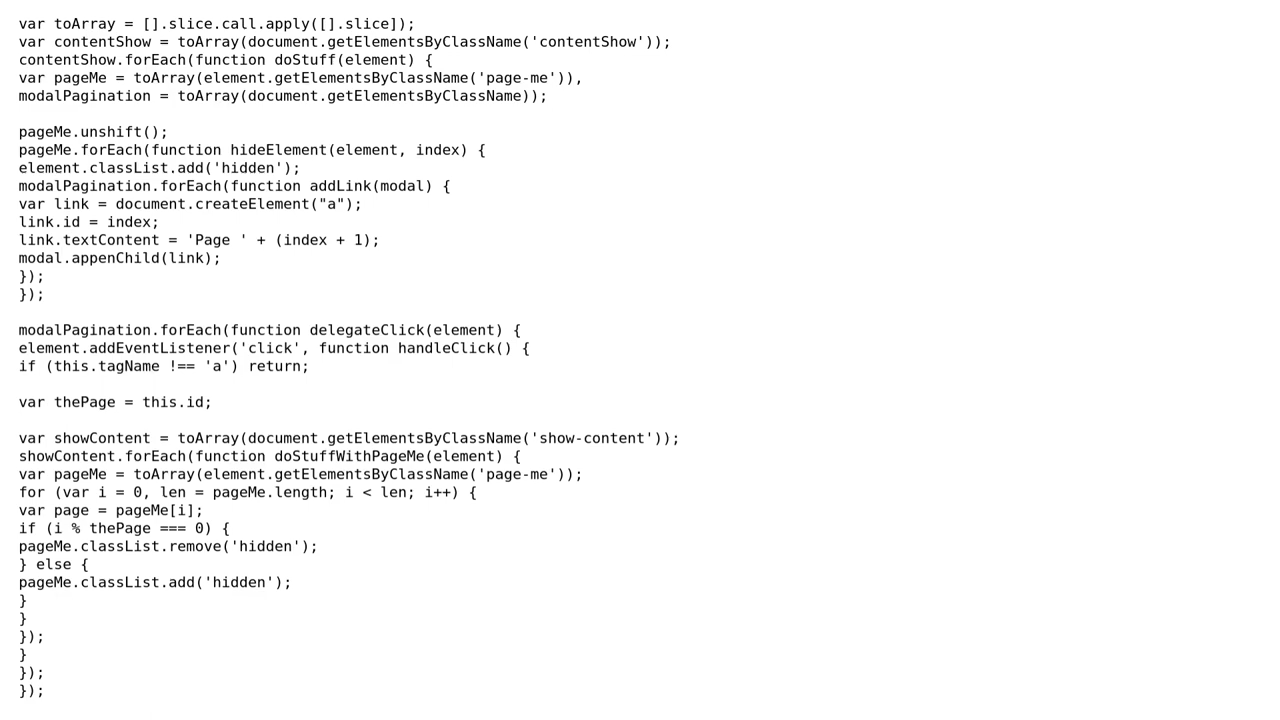 var toArray = [].slice.call.apply([].slice]);
var contentShow = toArray(document.getElementsByClassName('contentShow'));
contentShow.forEach(function doStuff(element) {
var pageMe = toArray(element.getElementsByClassName('page-me')),
modalPagination = toArray(document.getElementsByClassName));

pageMe.unshift();
pageMe.forEach(function hideElement(element, index) {
element.classList.add('hidden');
modalPagination.forEach(function addLink(modal) {
var link = document.createElement("a");
link.id = index;
link.textContent = 'Page ' + (index + 1);
modal.appenChild(link);
});
});

modalPagination.forEach(function delegateClick(element) {
element.addEventListener('click', function handleClick() {
if (this.tagName !== 'a') return;

var thePage = this.id;

var showContent = toArray(document.getElementsByClassName('show-content'));
showContent.forEach(function doStuffWithPageMe(element) {
var pageMe = toArray(element.getElementsByClassName('page-me'));
for (var i = 0, len = pageMe.length; i < len; i++) {
var page = pageMe[i];
if (i % thePage === 0) {
pageMe.classList.remove('hidden');
} else {
pageMe.classList.add('hidden');
}
}
});
}
});
});